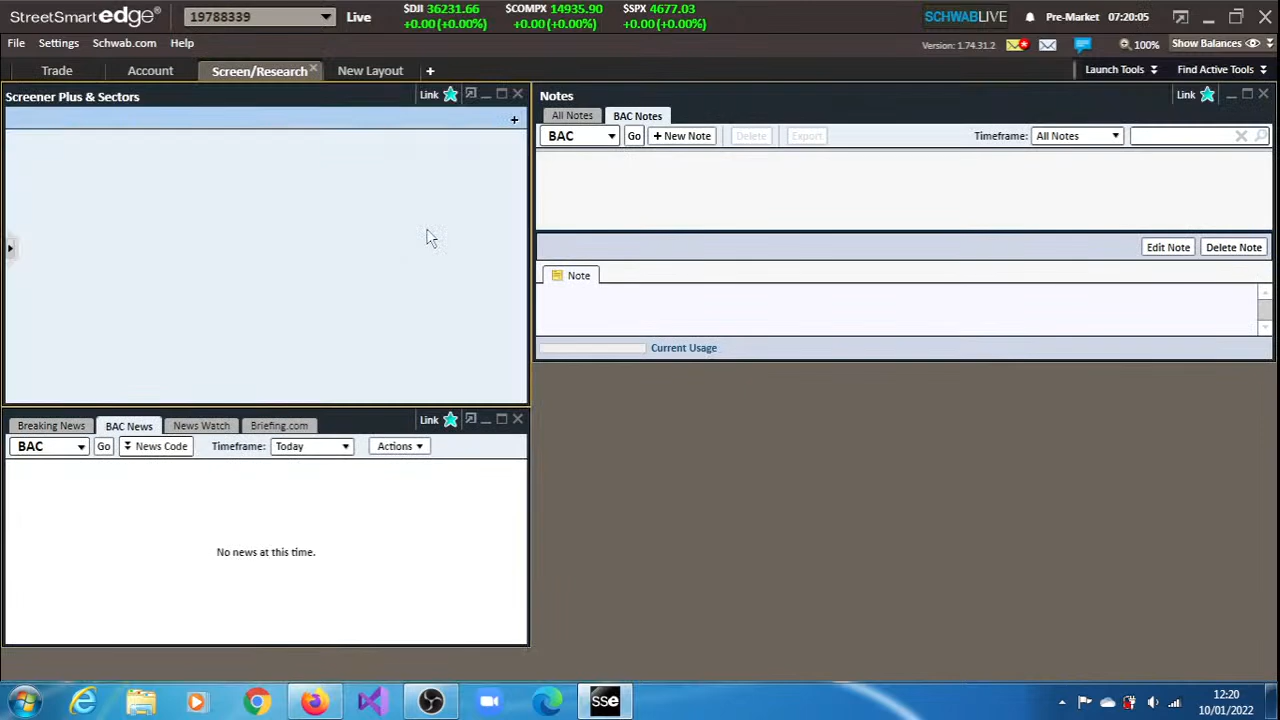 StreetSmart edge®
19788339
Live
$DJI 36231.66
+0.00 (+0.00%)
$COMPX 14935.90
+0.00 (+0.00%)
$SPX 4677.03
+0.00 (+0.00%)
SCHWABLIVE
Pre-Market
07:20:05
File
Settings
Schwab.com
Help
Version: 1.74.31.2
100%
Show Balances
Trade
Account
Screen/Research
New Layout
+
Launch Tools
Find Active Tools
Screener Plus & Sectors
Link
+
Notes
Link
All Notes
BAC Notes
BAC
Go
+ New Note
Delete
Export
Timeframe:
All Notes
Edit Note
Delete Note
Note
Current Usage
Breaking News
BAC News
News Watch
Briefing.com
Link
BAC
Go
News Code
Timeframe:
Today
Actions
No news at this time.
SSe
12:20
10/01/2022